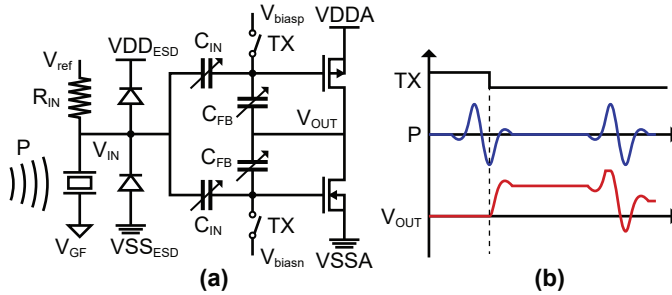 V_biasp VDDA
C_IN TX
VDD_ESD
V_ref
R_IN
C_FB V_OUT
P V_IN C_FB
C_IN TX
V_GF VSS_ESD V_biasn VSSA
(a)
TX
P
V_OUT
(b)